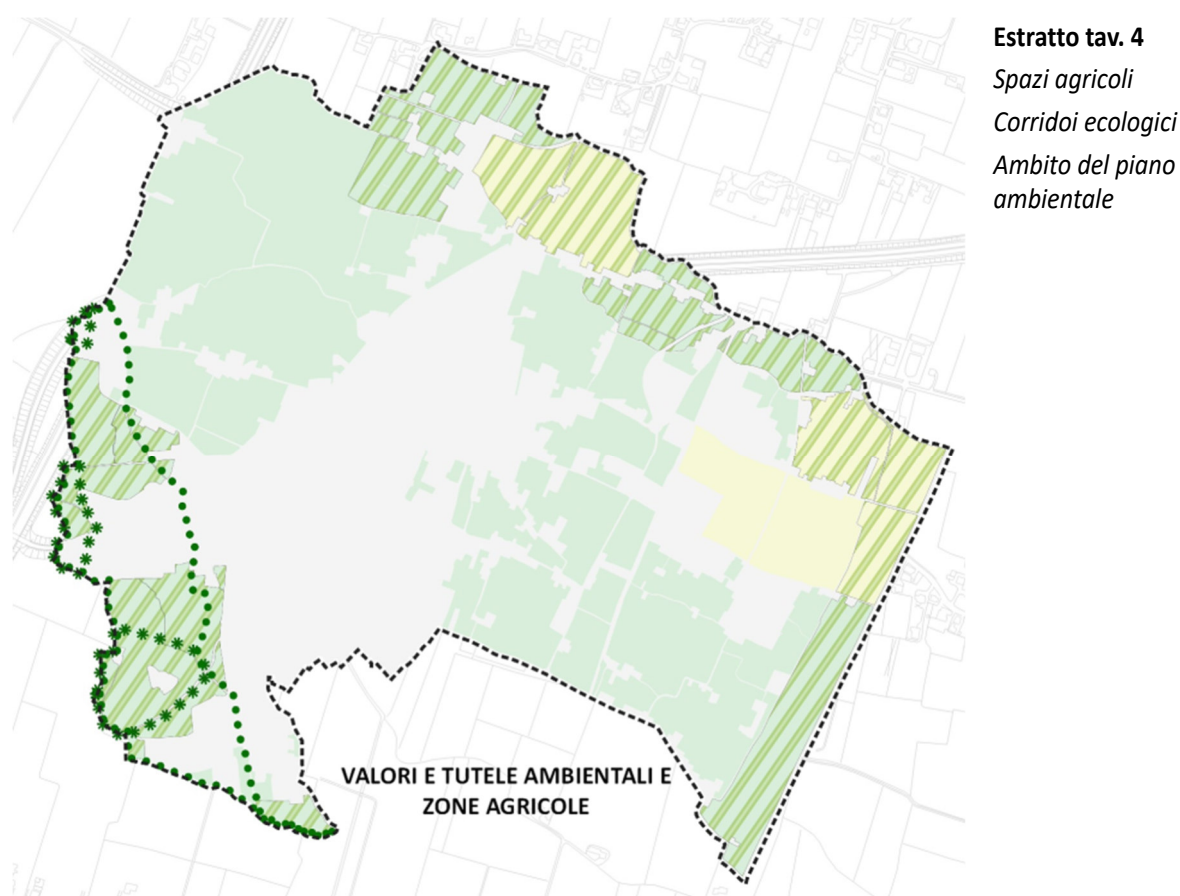 Estratto tav. 4
Spazi agricoli
Corridoi ecologici
Ambito del piano
ambientale
VALORI E TUTELE AMBIENTALI E
ZONE AGRICOLE